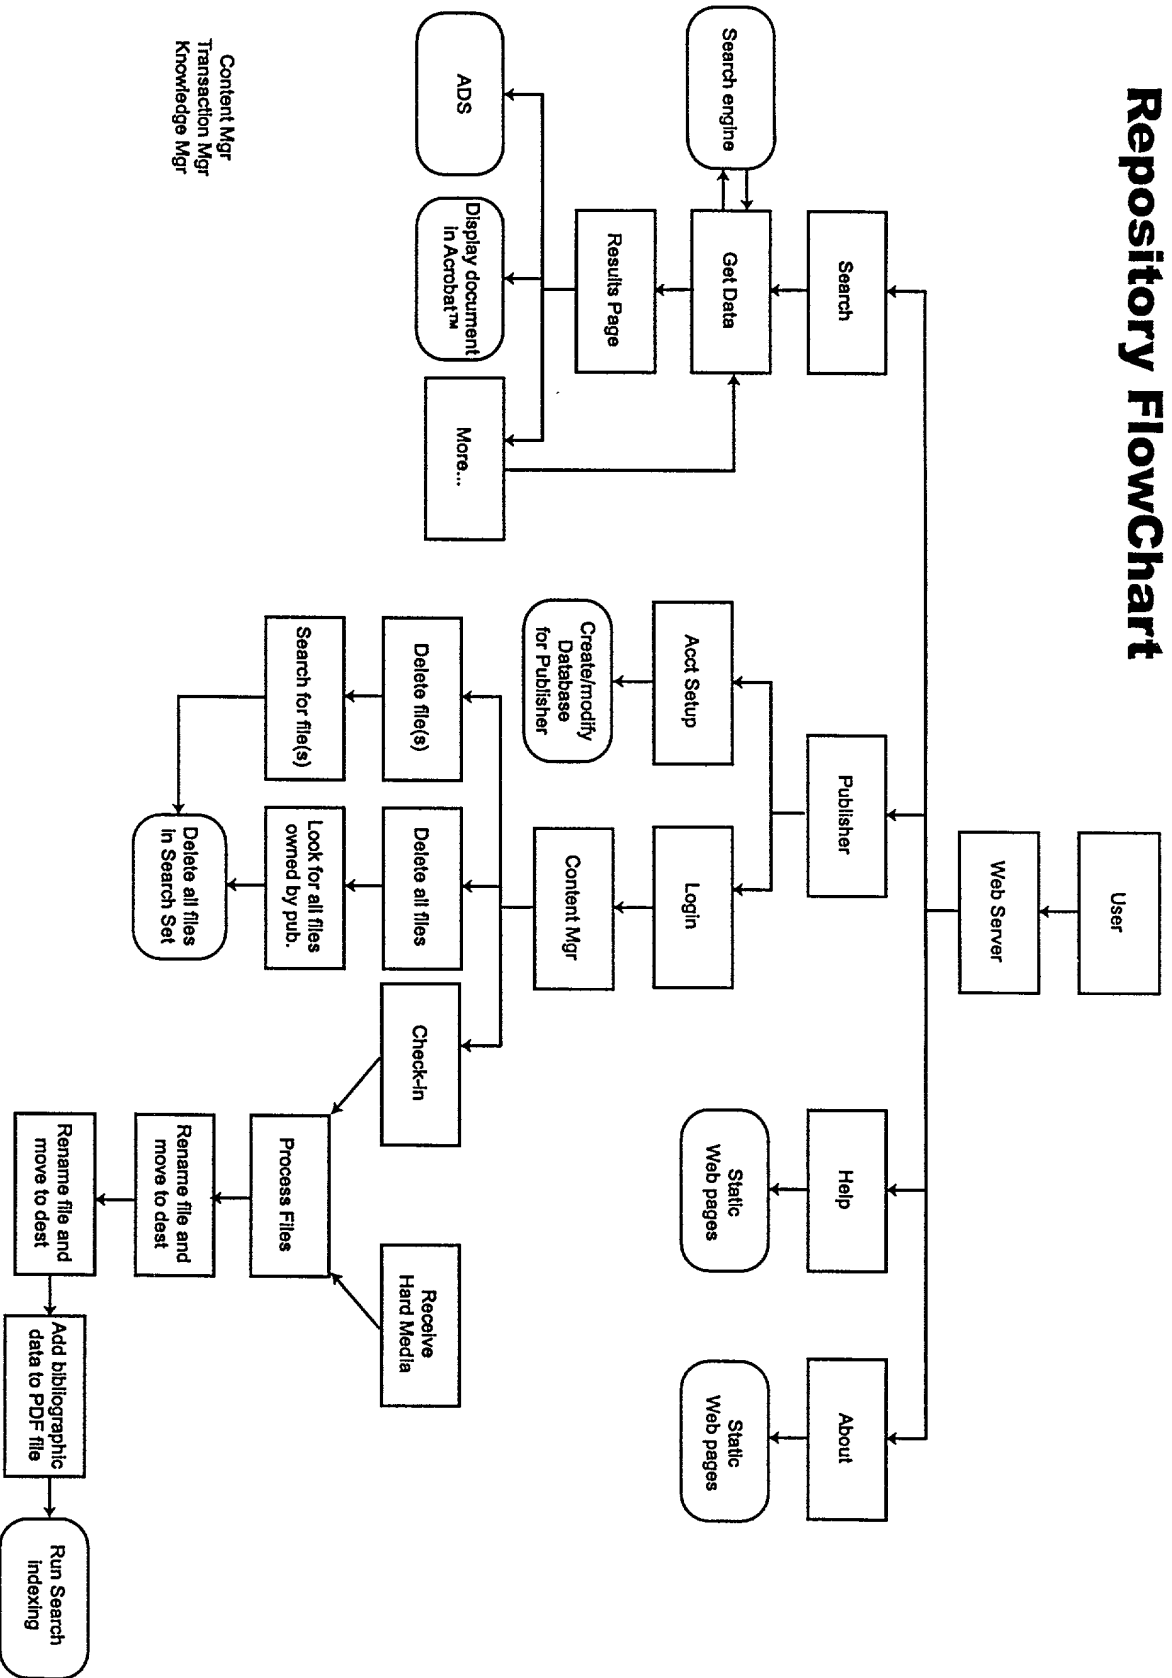 Repository FlowChart
User
Web Server
Search
Publisher
Help
About
Search engine
Get Data
Acct Setup
Login
Static
Web pages
Static
Web pages
Results Page
Create/modify
Database
for Publisher
Content Mgr
ADS
Display document
in Acrobat™
More...
Delete file(s)
Delete all files
Check-in
Receive
Hard Media
Search for file(s)
Look for all files
owned by pub.
Process Files
Content Mgr
Transaction Mgr
Knowledge Mgr
Delete all files
in Search Set
Rename file and
move to dest
Rename file and
move to dest
Add bibliographic
data to PDF file
Run Search
indexing